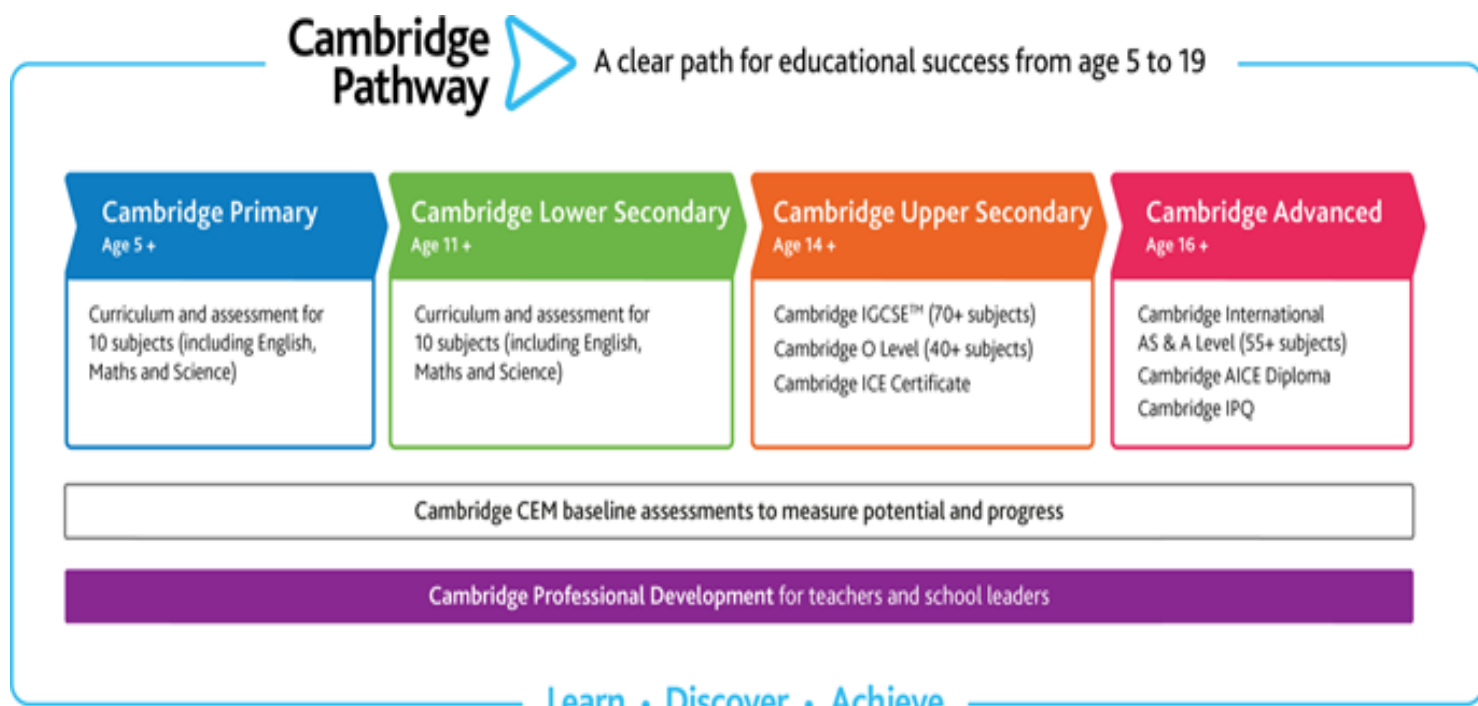 Cambridge
Pathway
A clear path for educational success from age 5 to 19
Cambridge Primary
Age 5 +
Curriculum and assessment for
10 subjects (including English,
Maths and Science)
Cambridge Lower Secondary
Age 11 +
Curriculum and assessment for
10 subjects (including English,
Maths and Science)
Cambridge Upper Secondary
Age 14 +
Cambridge IGCSE™ (70+ subjects)
Cambridge O Level (40+ subjects)
Cambridge ICE Certificate
Cambridge Advanced
Age 16 +
Cambridge International
AS & A Level (55+ subjects)
Cambridge AICE Diploma
Cambridge IPQ
Cambridge CEM baseline assessments to measure potential and progress
Cambridge Professional Development for teachers and school leaders
Learn • Discover • Achieve